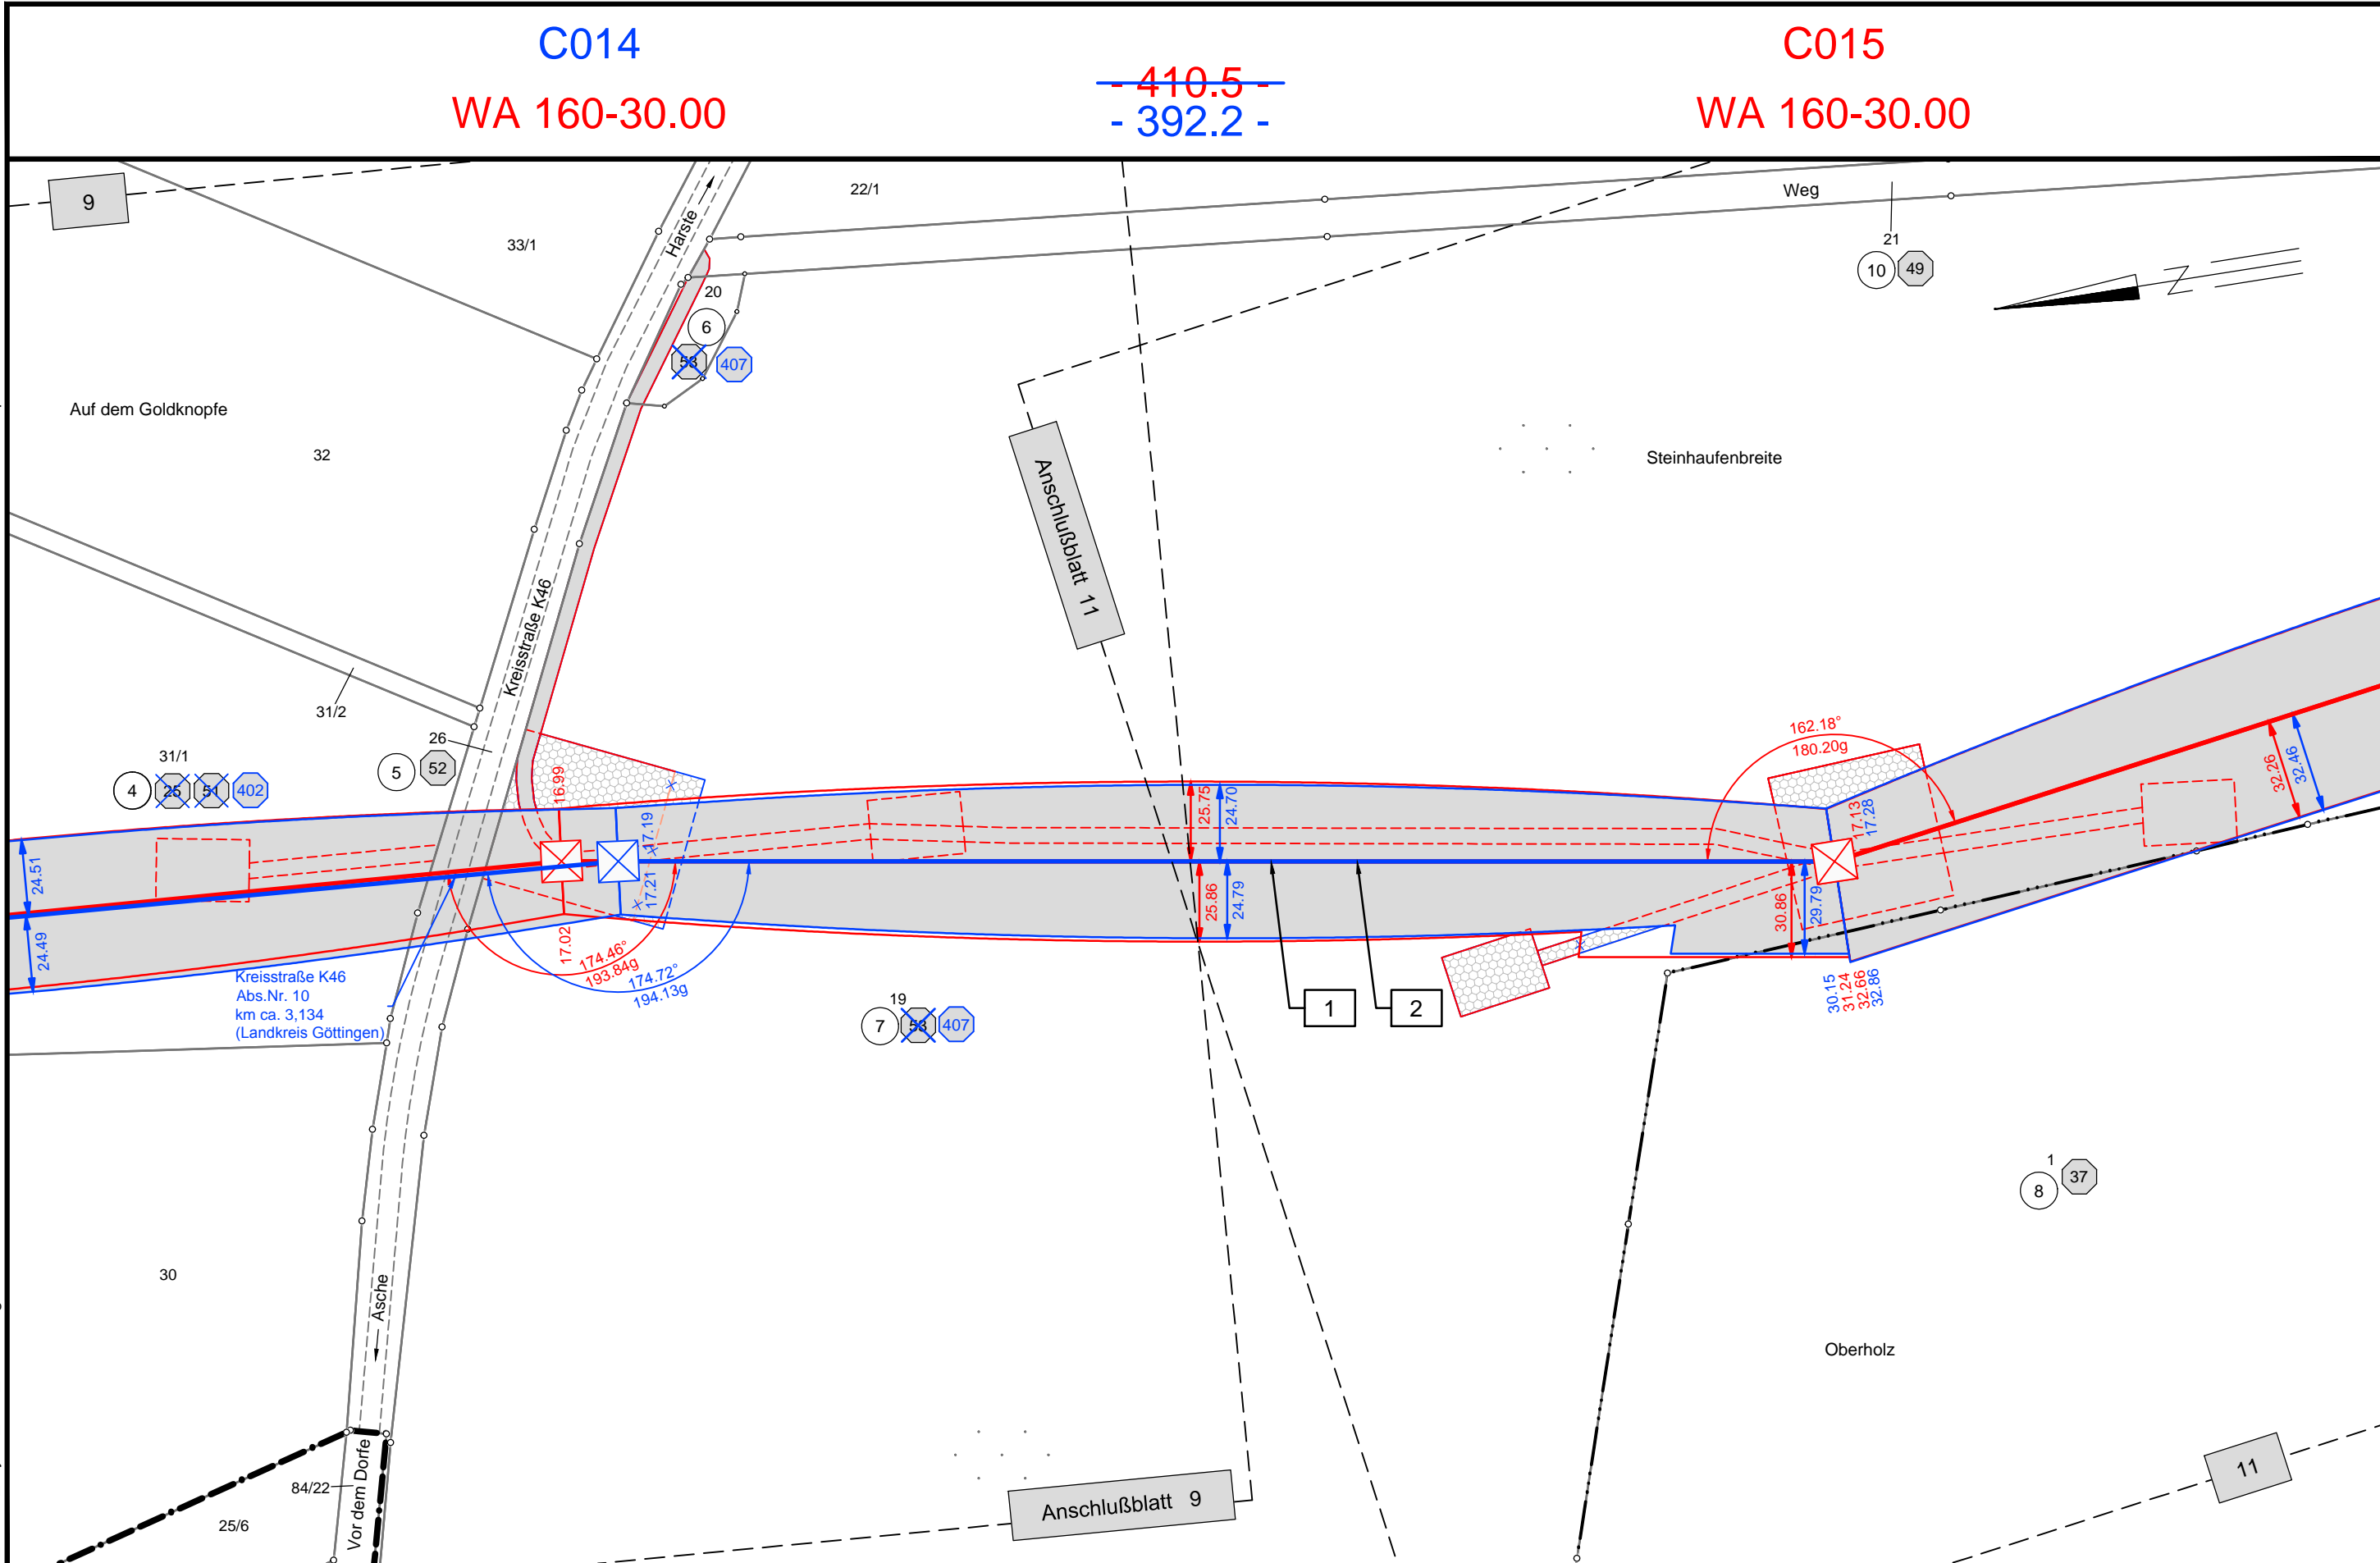 C014
C015
- 410.5 -
WA 160-30.00
- 392.2 -
WA 160-30.00
9
33/1
22/1
Harste
Weg
21
10
49
20
6
53
407
Auf dem Goldknopfe
32
Anschlußblatt 11
Steinhaufenbreite
Kreisstraße K46
31/2
26
5
52
31/1
4
25
51
402
16.99
17.19
17.21
17.02
25.75
24.70
25.86
24.79
162.18°
180.20g
17.13
17.28
32.26
32.46
30.86
29.79
24.51
24.49
174.46°
193.84g
174.72°
194.13g
30.15
31.24
32.66
32.86
Kreisstraße K46
Abs.Nr. 10
km ca. 3,134
(Landkreis Göttingen)
19
7
53
407
1
2
1
8
37
30
Asche
Oberholz
84/22
Vor dem Dorfe
25/6
Anschlußblatt 9
11